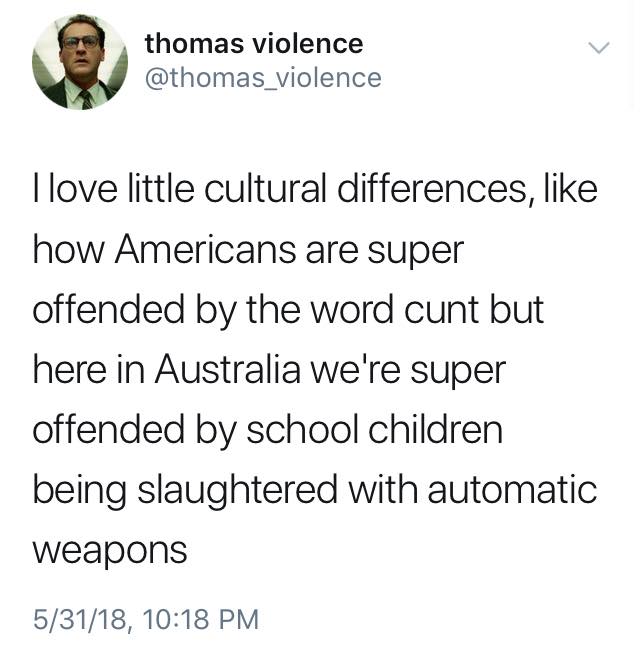 thomas violence
@thomas_violence
I love little cultural differences, like
how Americans are super
offended by the word cunt but
here in Australia we're super
offended by school children
being slaughtered with automatic
weapons
5/31/18, 10:18 PM